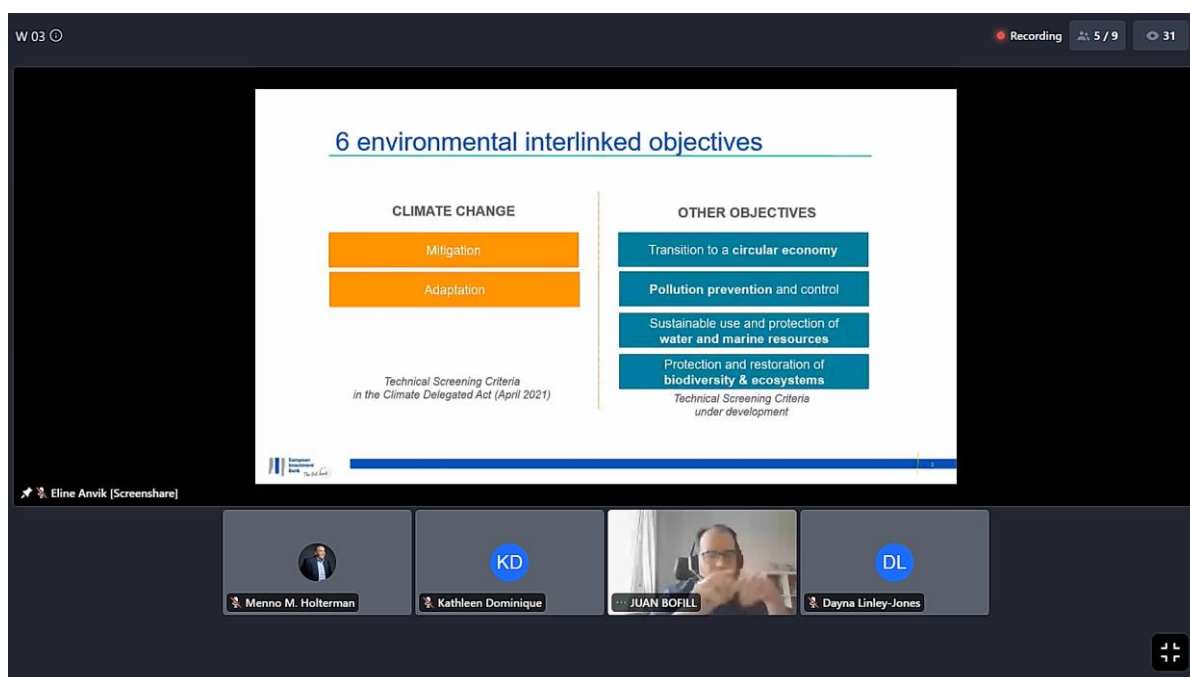 W 03
Recording
5 / 9
31
6 environmental interlinked objectives
CLIMATE CHANGE
Mitigation
Adaptation
Technical Screening Criteria
in the Climate Delegated Act (April 2021)
OTHER OBJECTIVES
Transition to a circular economy
Pollution prevention and control
Sustainable use and protection of
water and marine resources
Protection and restoration of
biodiversity & ecosystems
Technical Screening Criteria
under development
European
Investment
Bank
Eline Anvik [Screenshare]
Menno M. Holterman
KD
Kathleen Dominique
JUAN BOFILL
DL
Dayna Linley-Jones